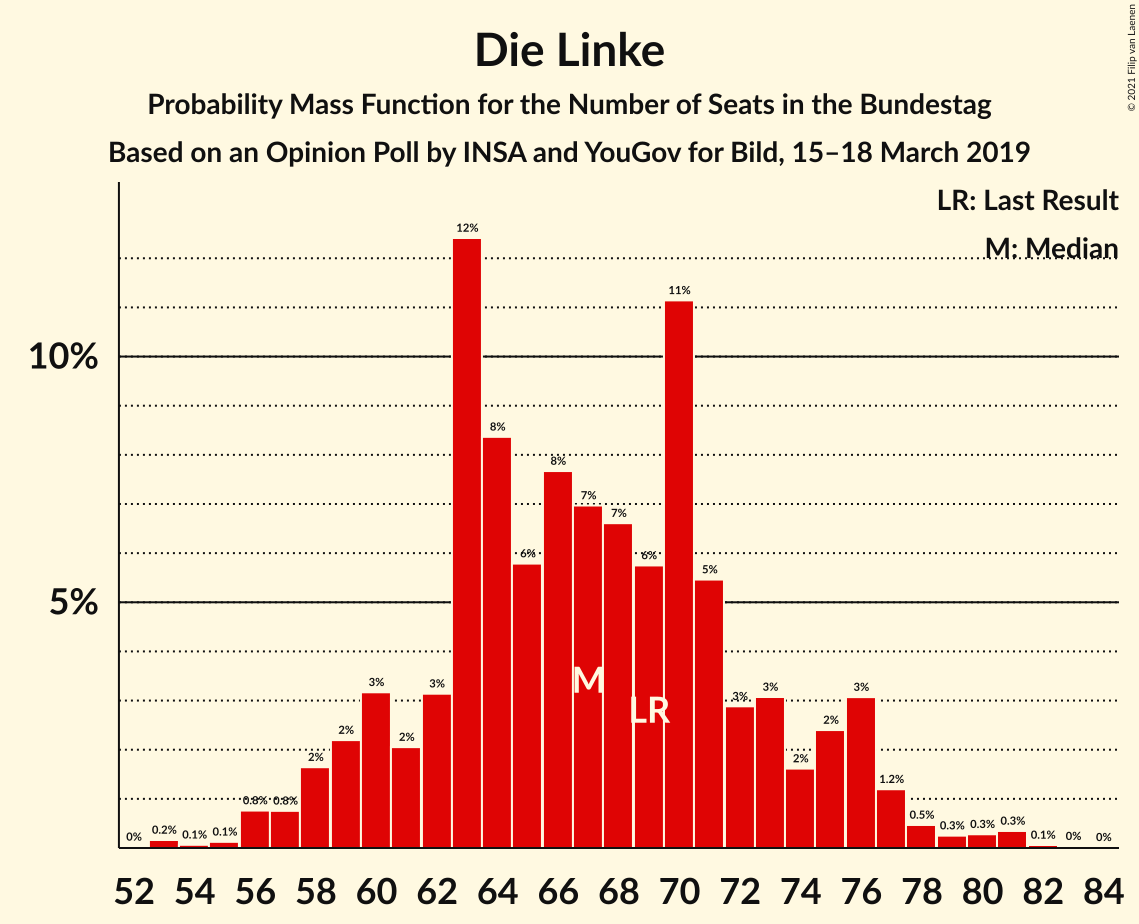 © 2021 Filip van Laenen
Die Linke
Probability Mass Function for the Number of Seats in the Bundestag
Based on an Opinion Poll by INSA and YouGov for Bild, 15–18 March 2019
LR: Last Result
M: Median
10%
5%
0% 0.2% 0.1% 0.1% 0.8% 0.8% 2% 2% 3% 2% 3% 12% 8% 6% 8% 7% 7% 6% 11% 5% 3% 3% 2% 2% 3% 1.2% 0.5% 0.3% 0.3% 0.3% 0.1% 0% 0%
M
LR
52 54 56 58 60 62 64 66 68 70 72 74 76 78 80 82 84